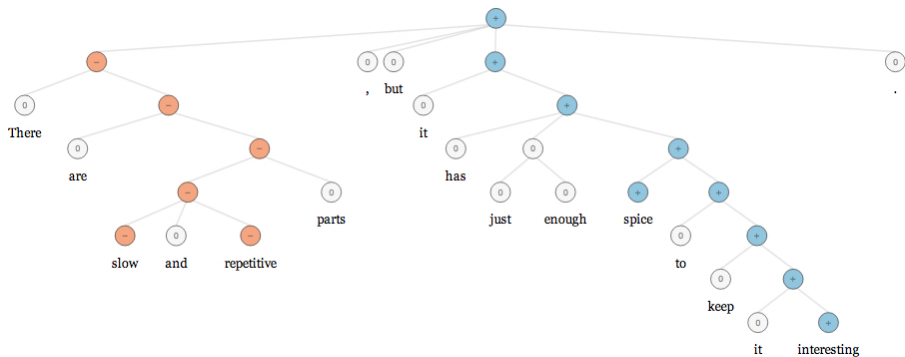 There are slow and repetitive parts , but it has just enough spice to keep it interesting .